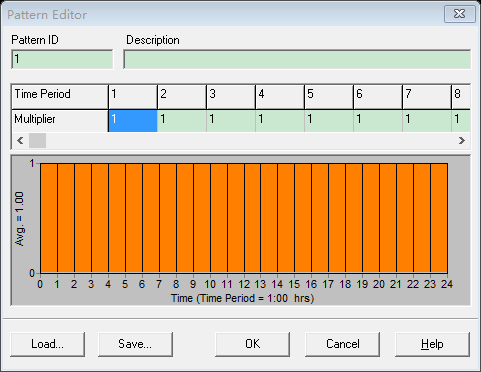 Pattern Editor
Pattern ID Description
1
Time Period 1 2 3 4 5 6 7 8
Multiplier 1 1 1 1 1 1 1 1
1
0
Avg. = 1.00
0 1 2 3 4 5 6 7 8 9 10 11 12 13 14 15 16 17 18 19 20 21 22 23 24
Time (Time Period = 1:00 hrs)
Load... Save... OK Cancel Help